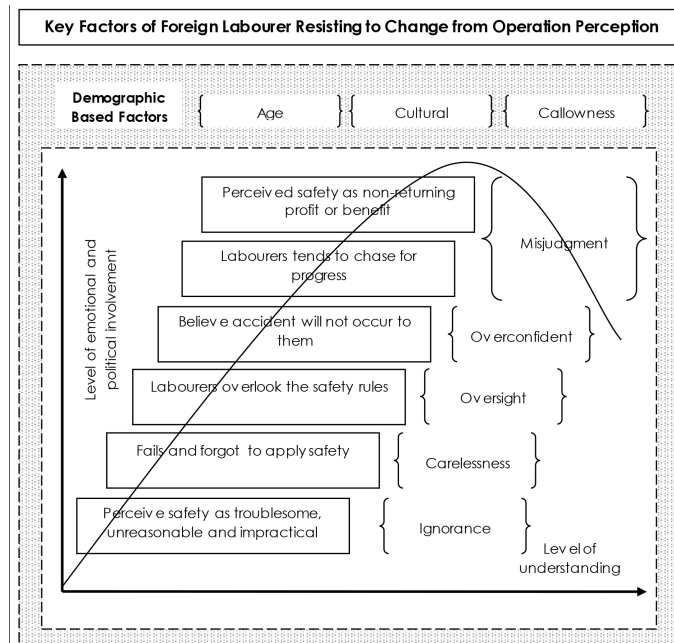 Key Factors of Foreign Labourer Resisting to Change from Operation Perception
Demographic
Based Factors
Age
Cultural
Callowness
Perceived safety as non-returning
profit or benefit
Misjudgment
Labourers tends to chase for
progress
Level of emotional and
political involvement
Believe accident will not occur to
them
Overconfident
Labourers overlook the safety rules
Oversight
Fails and forgot to apply safety
Carelessness
Perceive safety as troublesome,
unreasonable and impractical
Ignorance
Level of
understanding